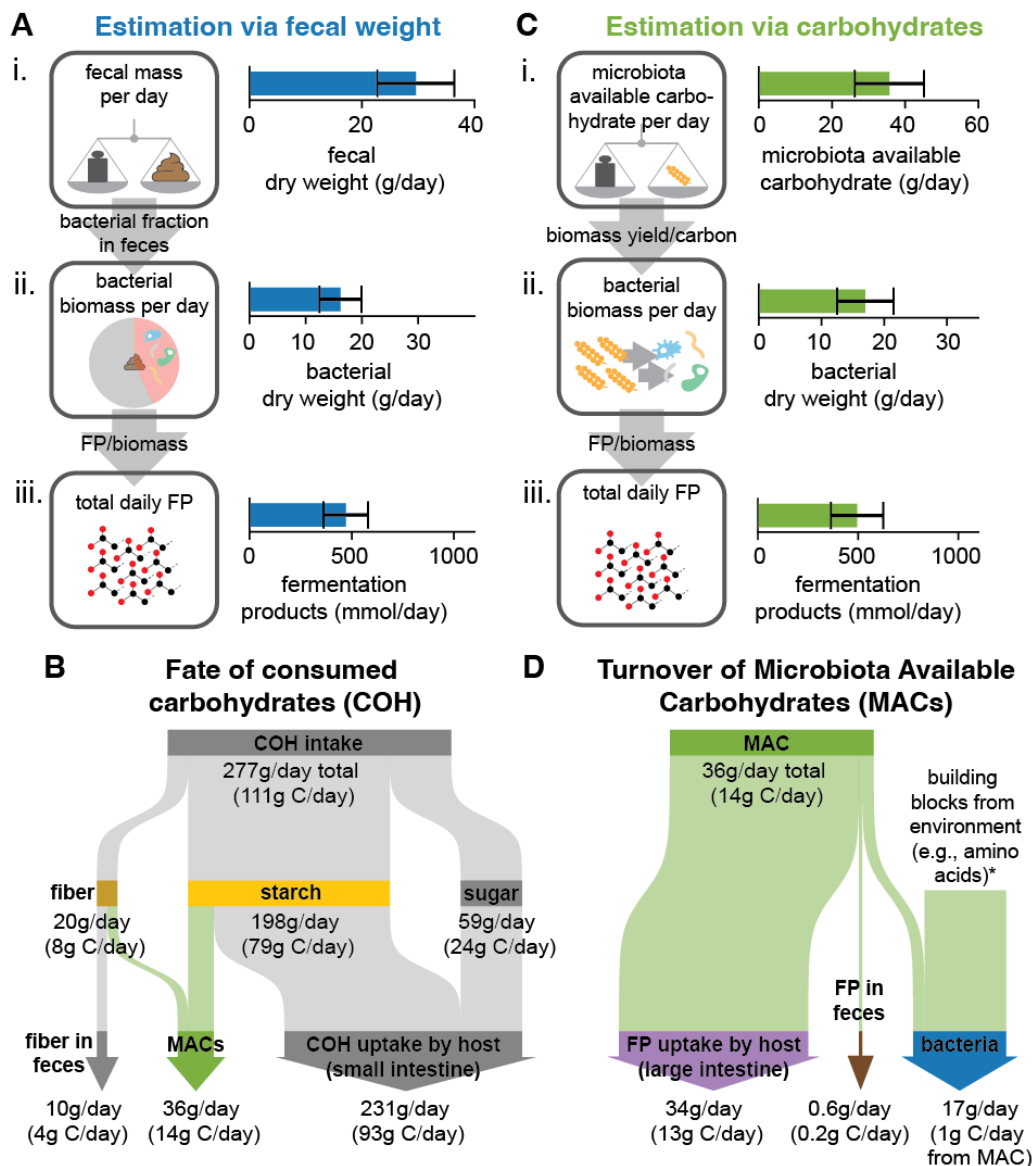 A Estimation via fecal weight
i.
fecal mass
per day
0 20 40
fecal
dry weight (g/day)
bacterial fraction
in feces
ii.
bacterial
biomass per day
0 10 20 30
bacterial
dry weight (g/day)
FP/biomass
iii.
total daily FP
0 500 1000
fermentation
products (mmol/day)
C Estimation via carbohydrates
i.
microbiota
available carbo-
hydrate per day
0 20 40 60
microbiota available
carbohydrate (g/day)
biomass yield/carbon
ii.
bacterial
biomass per day
0 10 20 30
bacterial
dry weight (g/day)
FP/biomass
iii.
total daily FP
0 500 1000
fermentation
products (mmol/day)
B Fate of consumed
carbohydrates (COH)
COH intake
277g/day total
(111g C/day)
fiber
20g/day
(8g C/day)
starch
198g/day
(79g C/day)
sugar
59g/day
(24g C/day)
fiber in
feces
10g/day
(4g C/day)
MACs
36g/day
(14g C/day)
COH uptake by host
(small intestine)
231g/day
(93g C/day)
D Turnover of Microbiota Available
Carbohydrates (MACs)
MAC
36g/day total
(14g C/day)
building
blocks from
environment
(e.g., amino
acids)*
FP uptake by host
(large intestine)
34g/day
(13g C/day)
FP in
feces
0.6g/day
(0.2g C/day)
bacteria
17g/day
(1g C/day
from MAC)